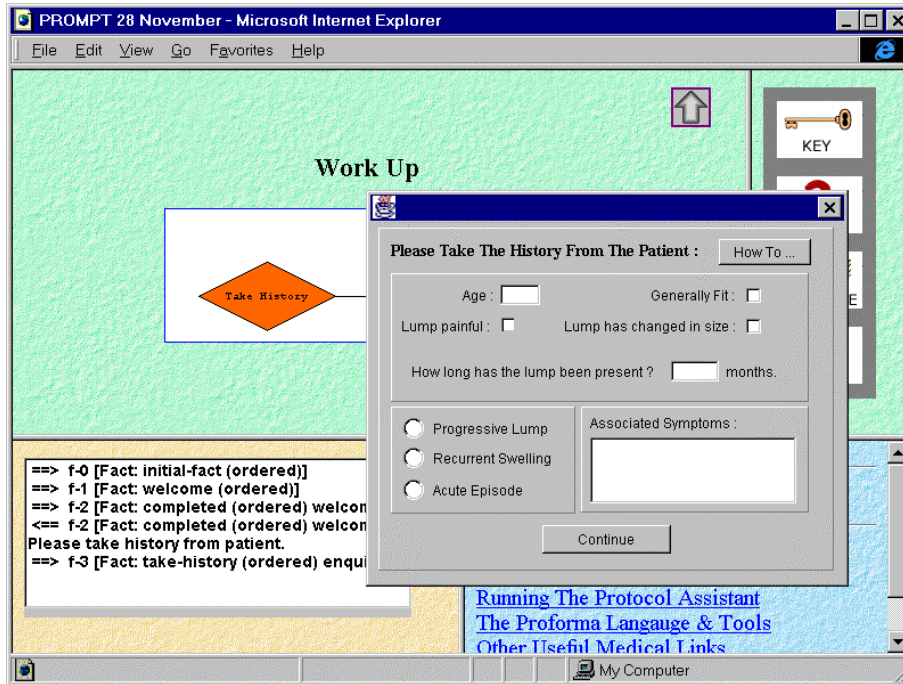 PROMPT 28 November - Microsoft Internet Explorer
File Edit View Go Favorites Help
KEY
Work Up
Take History
Please Take The History From The Patient :
How To ...
Age :
Generally Fit :
Lump painful :
Lump has changed in size :
How long has the lump been present ? months.
Progressive Lump
Recurrent Swelling
Acute Episode
Associated Symptoms :
Continue
E
==> f-0 [Fact: initial-fact (ordered)]
==> f-1 [Fact: welcome (ordered)]
==> f-2 [Fact: completed (ordered) welcom
<== f-2 [Fact: completed (ordered) welcom
Please take history from patient.
==> f-3 [Fact: take-history (ordered) enqui
Running The Protocol Assistant
The Proforma Langauge & Tools
Other Useful Medical Links
My Computer